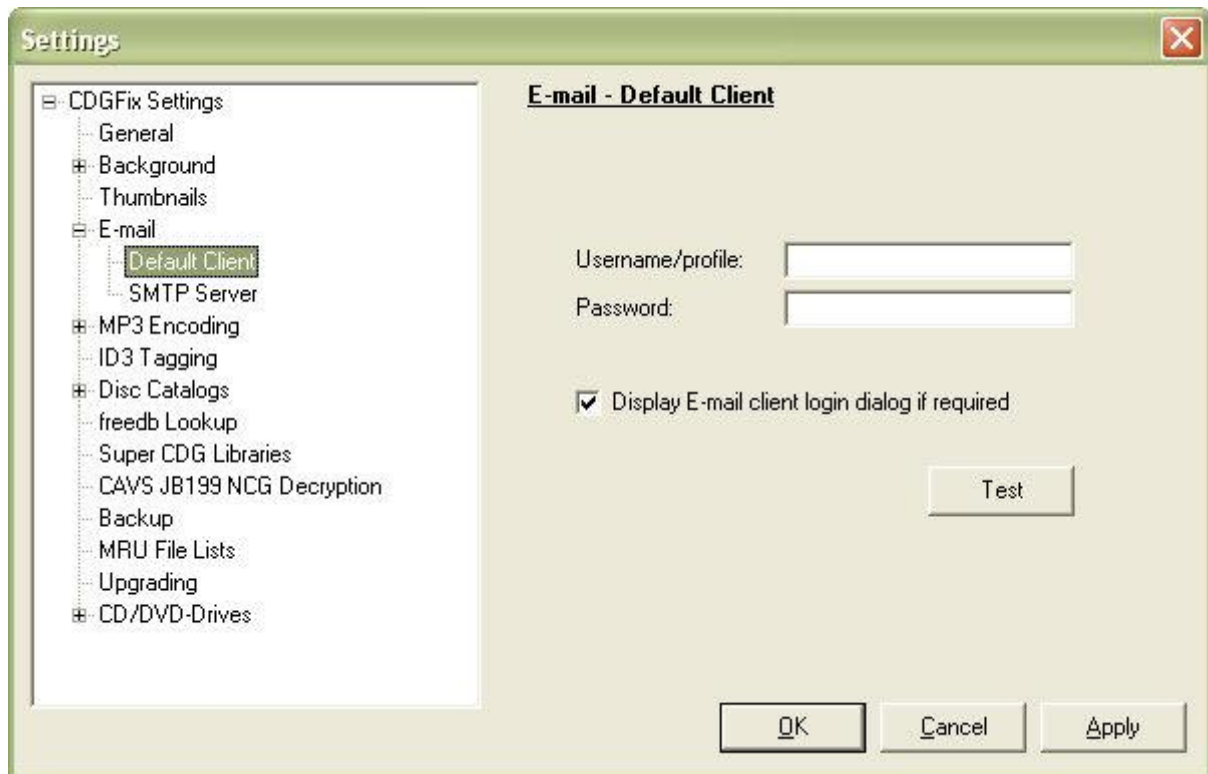 Settings
CDGFix Settings
General
Background
Thumbnails
E-mail
Default Client
SMTP Server
MP3 Encoding
ID3 Tagging
Disc Catalogs
freedb Lookup
Super CDG Libraries
CAVS JB199 NCG Decryption
Backup
MRU File Lists
Upgrading
CD/DVD-Drives
E-mail - Default Client
Username/profile:
Password:
Display E-mail client login dialog if required
Test
OK
Cancel
Apply